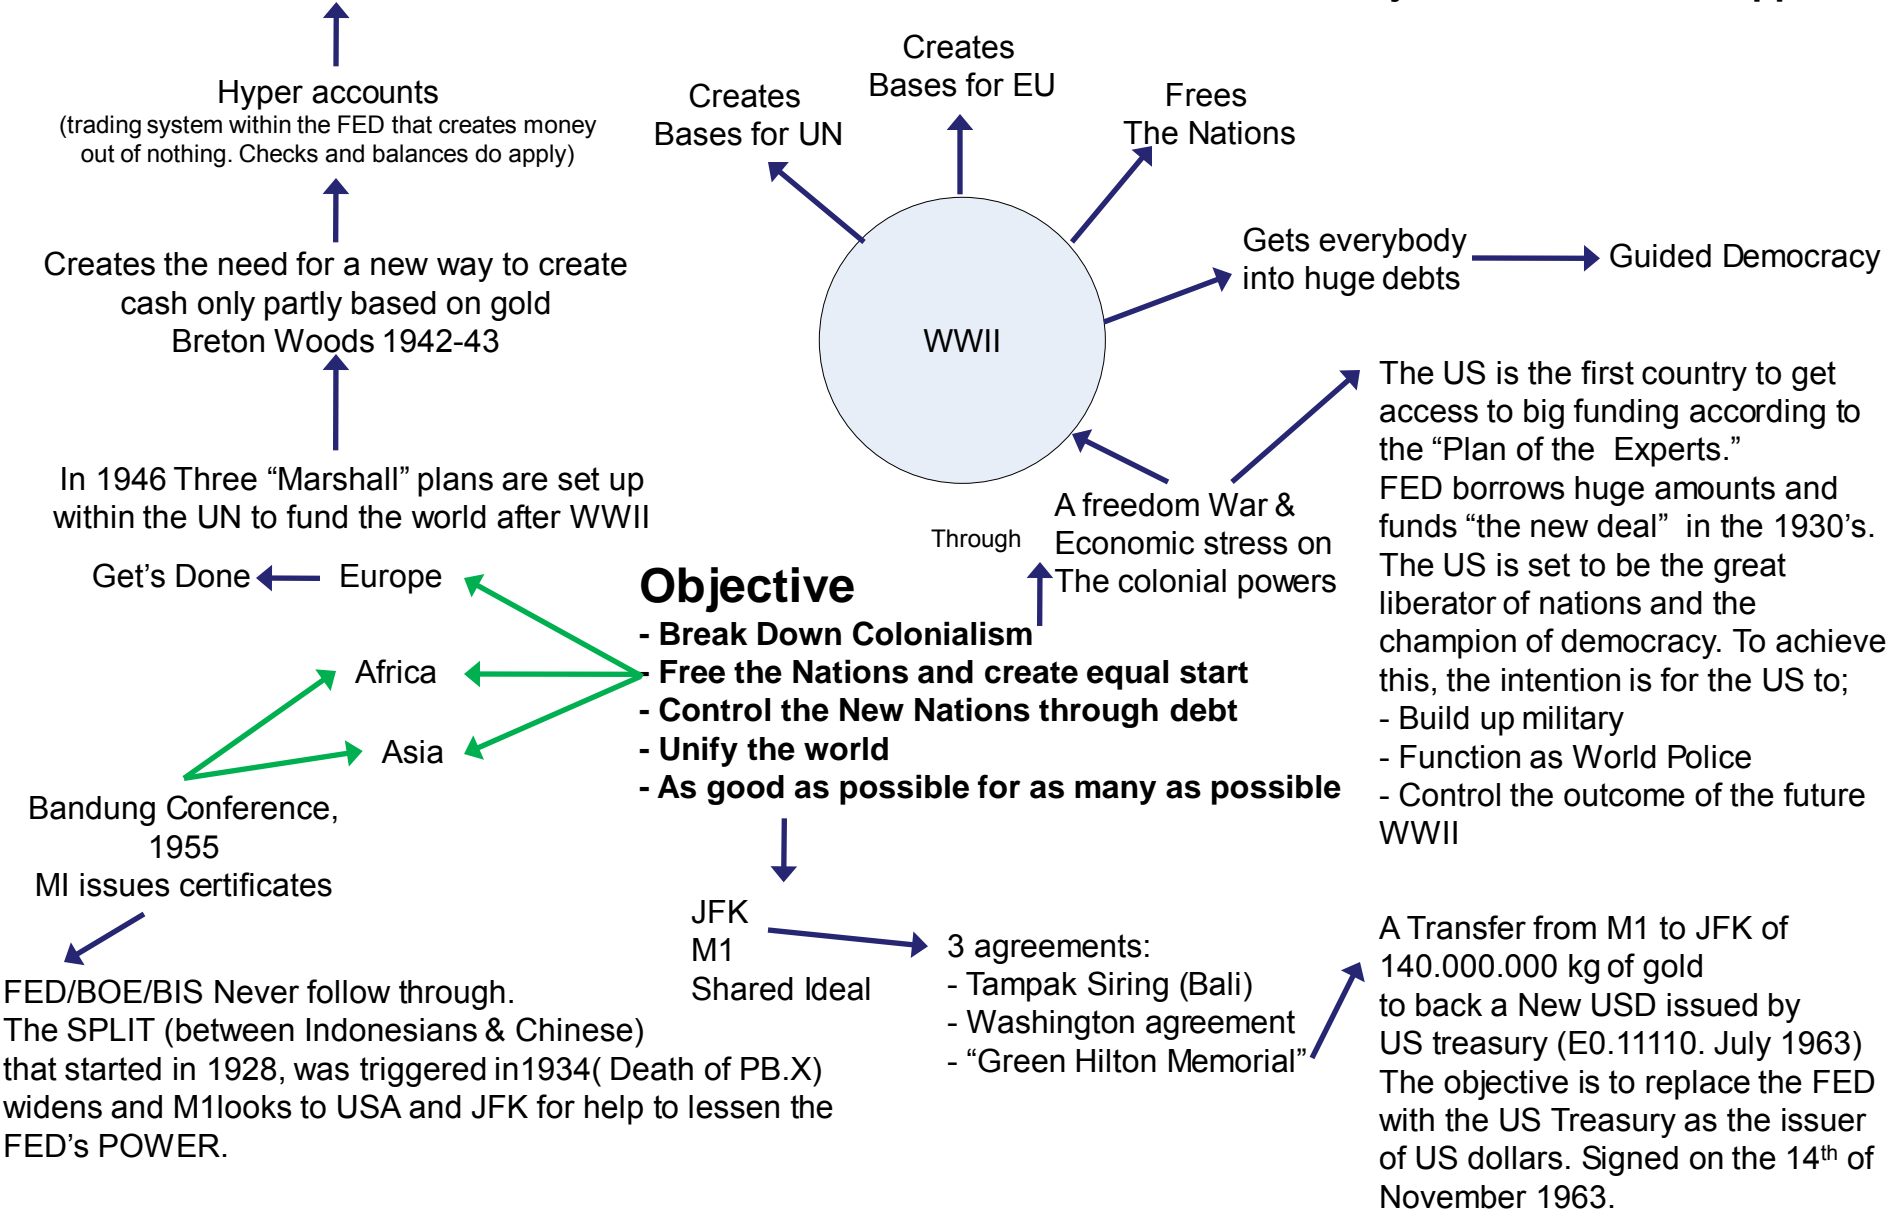 Hyper accounts
(trading system within the FED that creates money
out of nothing. Checks and balances do apply)
Creates the need for a new way to create
cash only partly based on gold
Breton Woods 1942-43
In 1946 Three “Marshall” plans are set up
within the UN to fund the world after WWII
Get’s Done
Europe
Africa
Asia
Bandung Conference,
1955
MI issues certificates
FED/BOE/BIS Never follow through.
The SPLIT (between Indonesians & Chinese)
that started in 1928, was triggered in1934( Death of PB.X)
widens and M1looks to USA and JFK for help to lessen the
FED’s POWER.
Creates
Bases for UN
Creates
Bases for EU
Frees
The Nations
WWII
Gets everybody
into huge debts
Guided Democracy
Through
A freedom War &
Economic stress on
The colonial powers
Objective
- Break Down Colonialism
- Free the Nations and create equal start
- Control the New Nations through debt
- Unify the world
- As good as possible for as many as possible
JFK
M1
Shared Ideal
3 agreements:
- Tampak Siring (Bali)
- Washington agreement
- “Green Hilton Memorial”
The US is the first country to get
access to big funding according to
the “Plan of the Experts.”
FED borrows huge amounts and
funds “the new deal” in the 1930’s.
The US is set to be the great
liberator of nations and the
champion of democracy. To achieve
this, the intention is for the US to;
- Build up military
- Function as World Police
- Control the outcome of the future
WWII
A Transfer from M1 to JFK of
140.000.000 kg of gold
to back a New USD issued by
US treasury (E0.11110. July 1963)
The objective is to replace the FED
with the US Treasury as the issuer
of US dollars. Signed on the 14th of
November 1963.